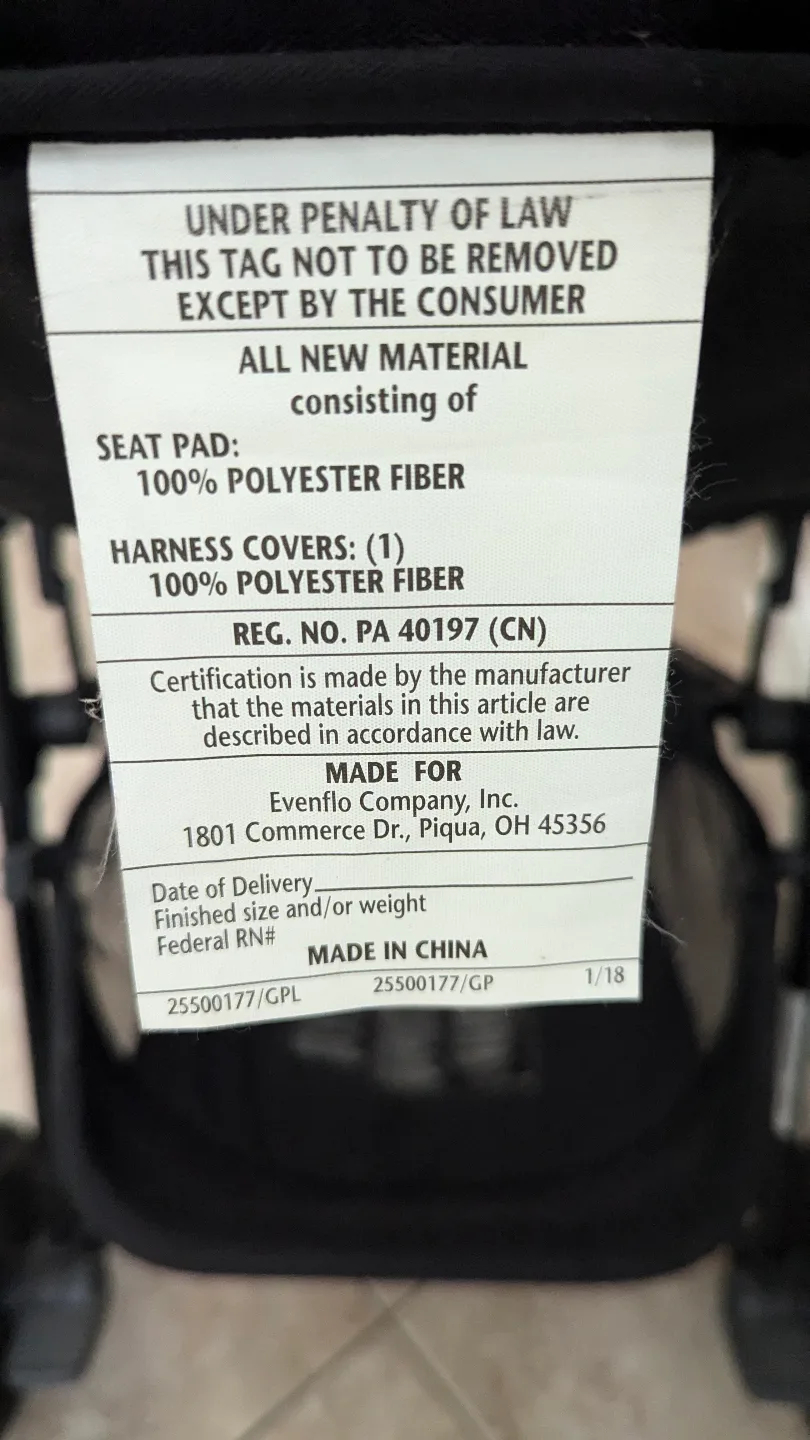 UNDER PENALTY OF LAW
THIS TAG NOT TO BE REMOVED
EXCEPT BY THE CONSUMER
ALL NEW MATERIAL
consisting of
SEAT PAD:
100% POLYESTER FIBER
HARNESS COVERS: (1)
100% POLYESTER FIBER
REG. NO. PA 40197 (CN)
Certification is made by the manufacturer
that the materials in this article are
described in accordance with law.
MADE FOR
Evenflo Company, Inc.
1801 Commerce Dr., Piqua, OH 45356
Date of Delivery
Finished size and/or weight
Federal RN#
MADE IN CHINA
25500177/GPL 25500177/GP 1/18